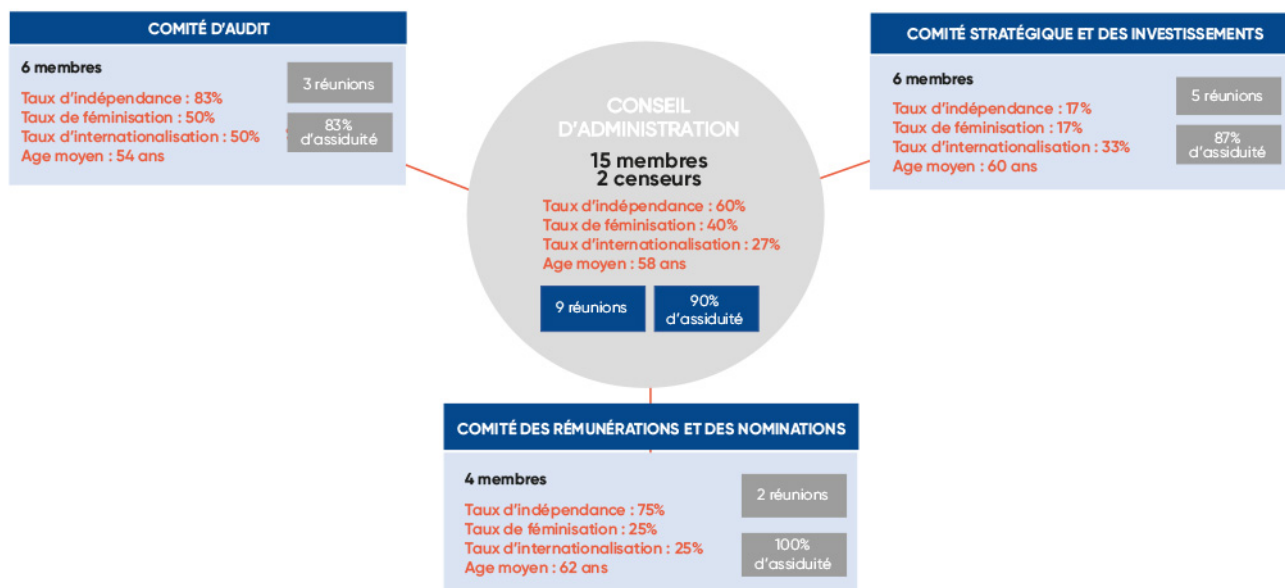 COMITÉ D'AUDIT
6 membres
Taux d'indépendance : 83%
Taux de féminisation : 50%
Taux d'internationalisation : 50%
Age moyen : 54 ans
3 réunions
83%
d'assiduité
CONSEIL
D'ADMINISTRATION
15 membres
2 censeurs
Taux d'indépendance : 60%
Taux de féminisation : 40%
Taux d'internationalisation : 27%
Age moyen : 58 ans
9 réunions
90%
d'assiduité
COMITÉ STRATÉGIQUE ET DES INVESTISSEMENTS
6 membres
Taux d'indépendance : 17%
Taux de féminisation : 17%
Taux d'internationalisation : 33%
Age moyen : 60 ans
5 réunions
87%
d'assiduité
COMITÉ DES RÉMUNÉRATIONS ET DES NOMINATIONS
4 membres
Taux d'indépendance : 75%
Taux de féminisation : 25%
Taux d'internationalisation : 25%
Age moyen : 62 ans
2 réunions
100%
d'assiduité